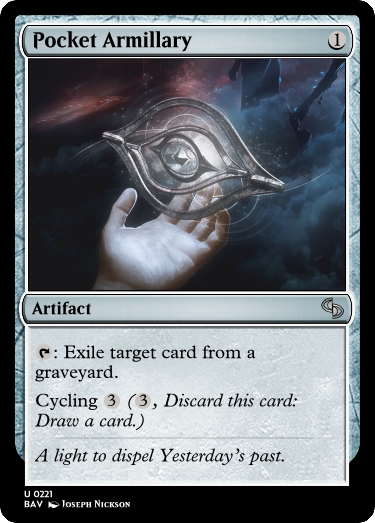 Pocket Armillary 1
Artifact
: Exile target card from a
graveyard.
Cycling 3 (3, Discard this card:
Draw a card.)
A light to dispel Yesterday's past.
U 0221
BAV Joseph Nickson